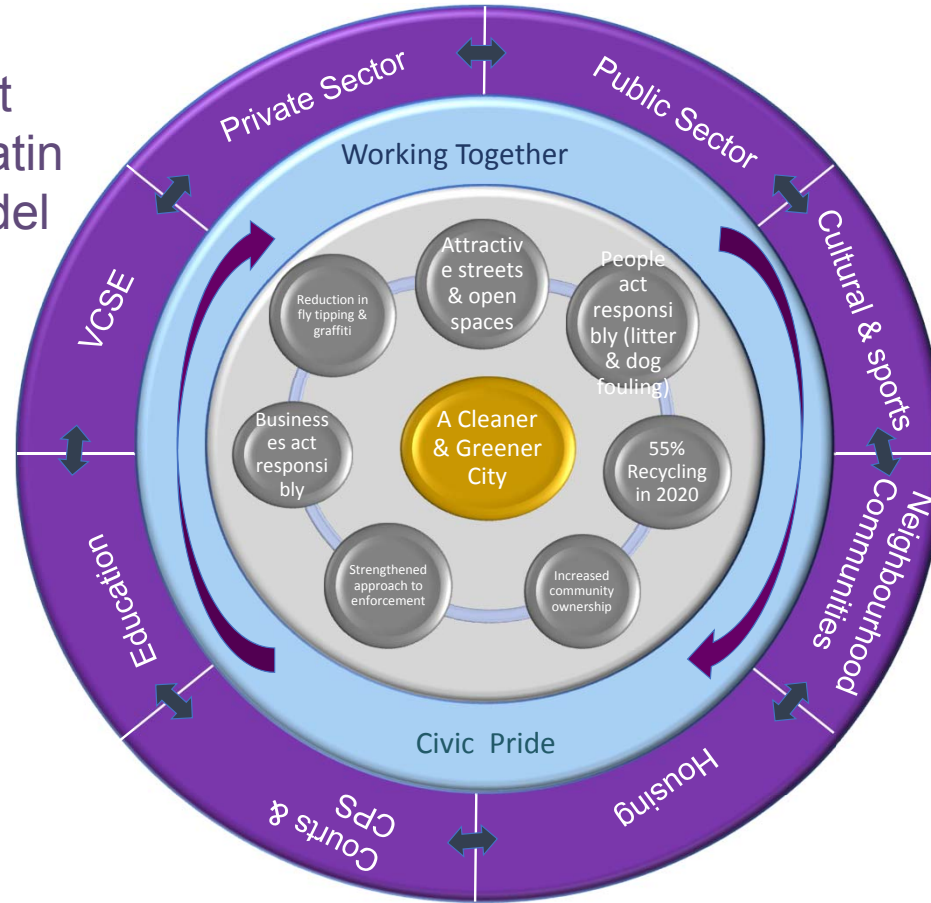 t
atin
del
Private Sector
Public Sector
Cultural & sports
Neighbourhood
Communities
Housing
Courts &
CPS
Education
VCSE
Working Together
Civic Pride
Attractiv
e streets
& open
spaces
People
act
responsi
bly (litter
& dog
fouling)
55%
Recycling
in 2020
Increased
community
ownership
Strengthened
approach to
enforcement
Business
es act
responsi
bly
Reduction in
fly tipping &
graffiti
A Cleaner
& Greener
City